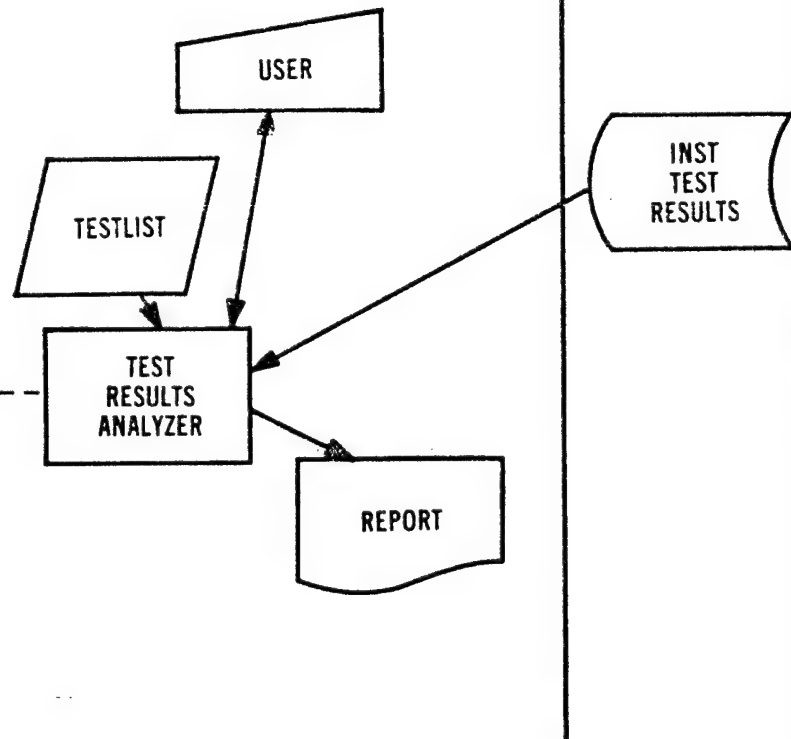 USER
INST
TEST
RESULTS
TESTLIST
TEST
RESULTS
ANALYZER
REPORT